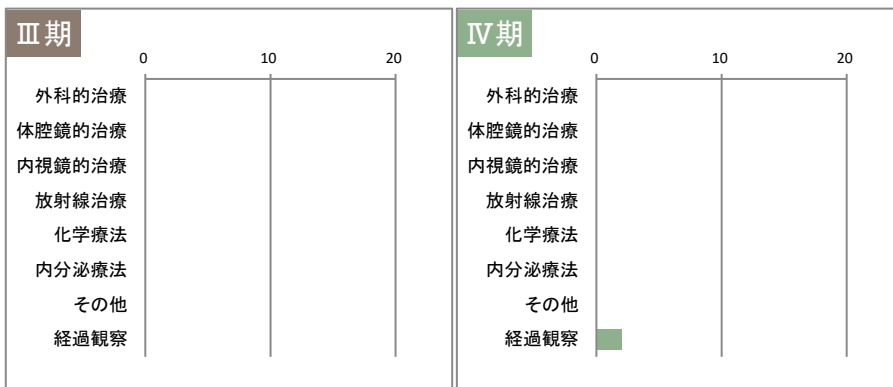 Ⅲ期
0 10 20
外科的治療
体腔鏡的治療
内視鏡的治療
放射線治療
化学療法
内分泌療法
その他
経過観察
Ⅳ期
0 10 20
外科的治療
体腔鏡的治療
内視鏡的治療
放射線治療
化学療法
内分泌療法
その他
経過観察